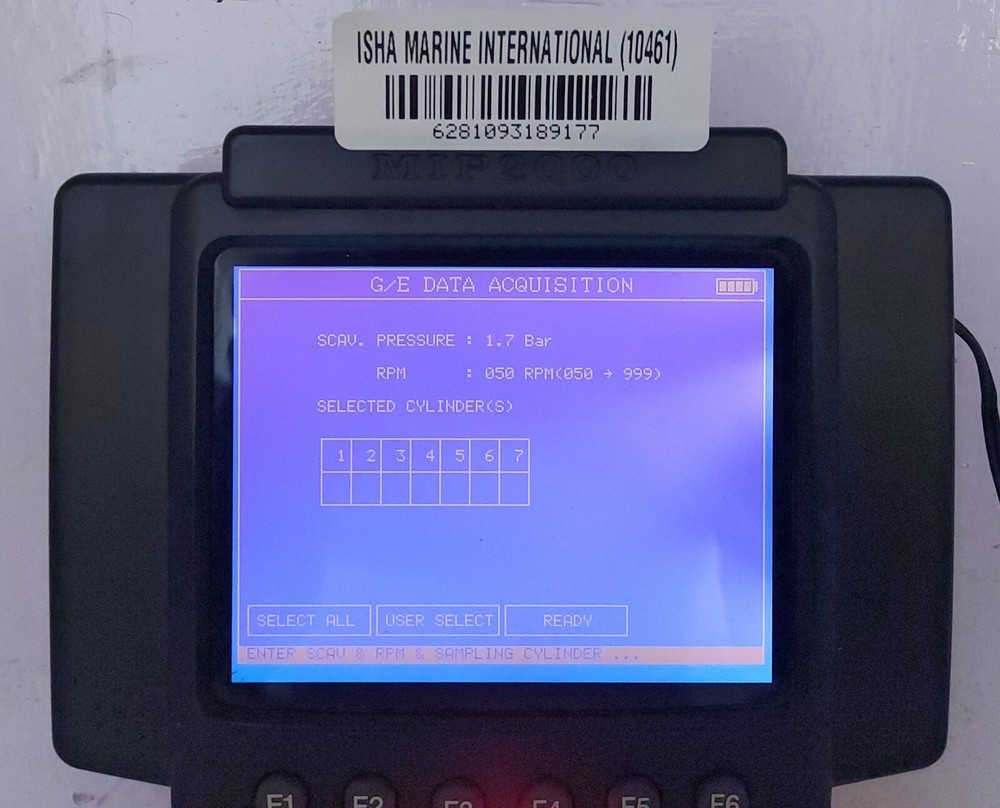 ISHA MARINE INTERNATIONAL (10461)
6281093189177
MIP2000
G/E DATA ACQUISITION
SCAV. PRESSURE : 1.7 Bar
RPM : 050 RPM(050 → 999)
SELECTED CYLINDER(S)
1 2 3 4 5 6 7
SELECT ALL USER SELECT READY
ENTER SCAV & RPM & SAMPLING CYLINDER ...
F1 F2 F3 F4 F5 F6